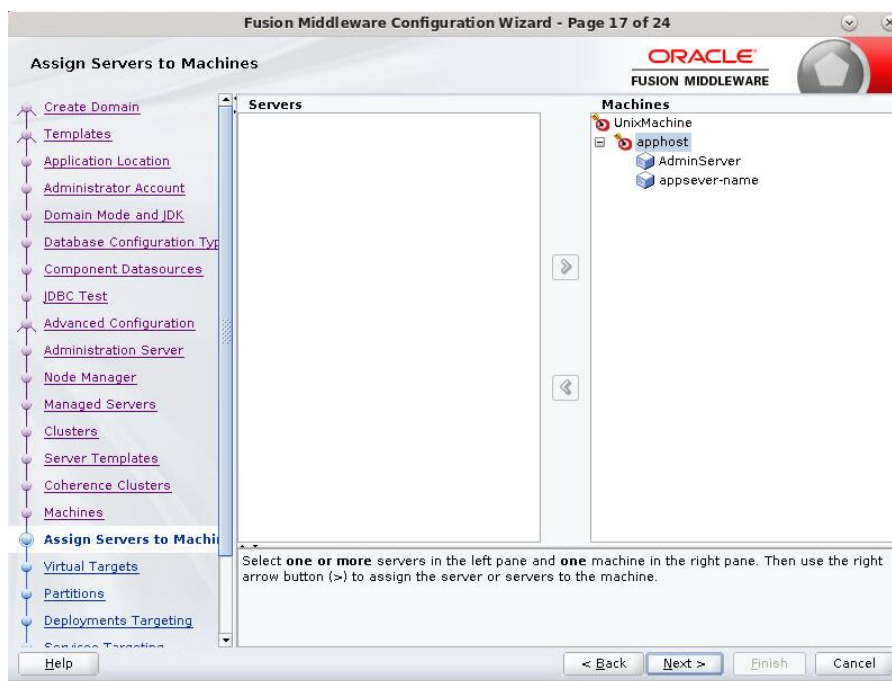 Fusion Middleware Configuration Wizard - Page 17 of 24
Assign Servers to Machines
ORACLE
FUSION MIDDLEWARE
Create Domain
Templates
Application Location
Administrator Account
Domain Mode and JDK
Database Configuration Typ
Component Datasources
JDBC Test
Advanced Configuration
Administration Server
Node Manager
Managed Servers
Clusters
Server Templates
Coherence Clusters
Machines
Assign Servers to Machi
Virtual Targets
Partitions
Deployments Targeting
Services Targeting
Servers
Machines
UnixMachine
apphost
AdminServer
appsever-name
Select one or more servers in the left pane and one machine in the right pane. Then use the right
arrow button (>) to assign the server or servers to the machine.
Help
< Back
Next >
Finish
Cancel